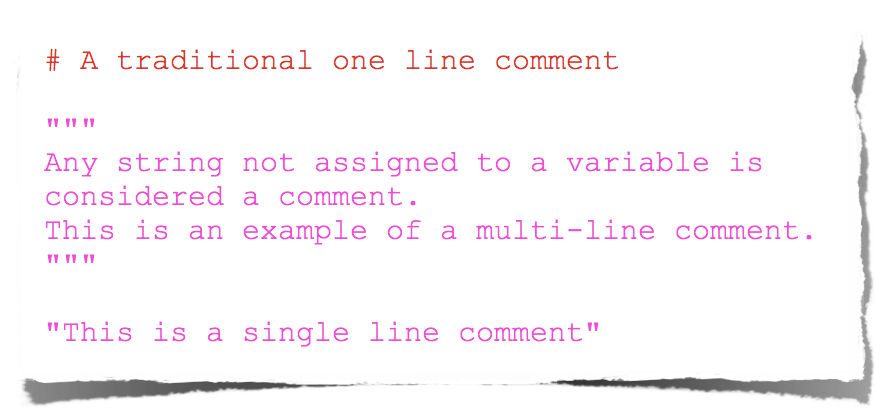 # A traditional one line comment
"""
Any string not assigned to a variable is
considered a comment.
This is an example of a multi-line comment.
"""
"This is a single line comment"